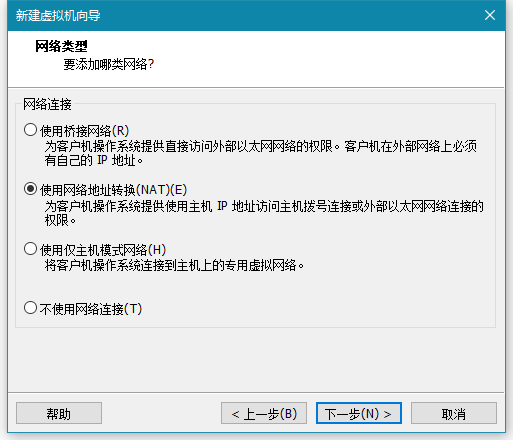 新建虚拟机向导
网络类型
要添加哪类网络?
网络连接
使用桥接网络(R)
为客户机操作系统提供直接访问外部以太网网络的权限。客户机在外部网络上必须
有自己的 IP 地址。
使用网络地址转换(NAT)(E)
为客户机操作系统提供使用主机 IP 地址访问主机拨号连接或外部以太网网络连接的
权限。
使用仅主机模式网络(H)
将客户机操作系统连接到主机上的专用虚拟网络。
不使用网络连接(T)
帮助
< 上一步(B)
下一步(N) >
取消